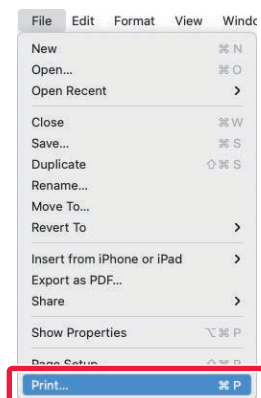 File Edit Format View
New ⌘ N
Open... ⌘ O
Open Recent >
Close ⌘ W
Save... ⌘ S
Duplicate ⇧ ⌘ S
Rename...
Move To...
Revert To >
Insert from iPhone or iPad >
Export as PDF...
Share >
Show Properties ⌥ ⌘ P
Page Setup ⇧ ⌘ P
Print... ⌘ P